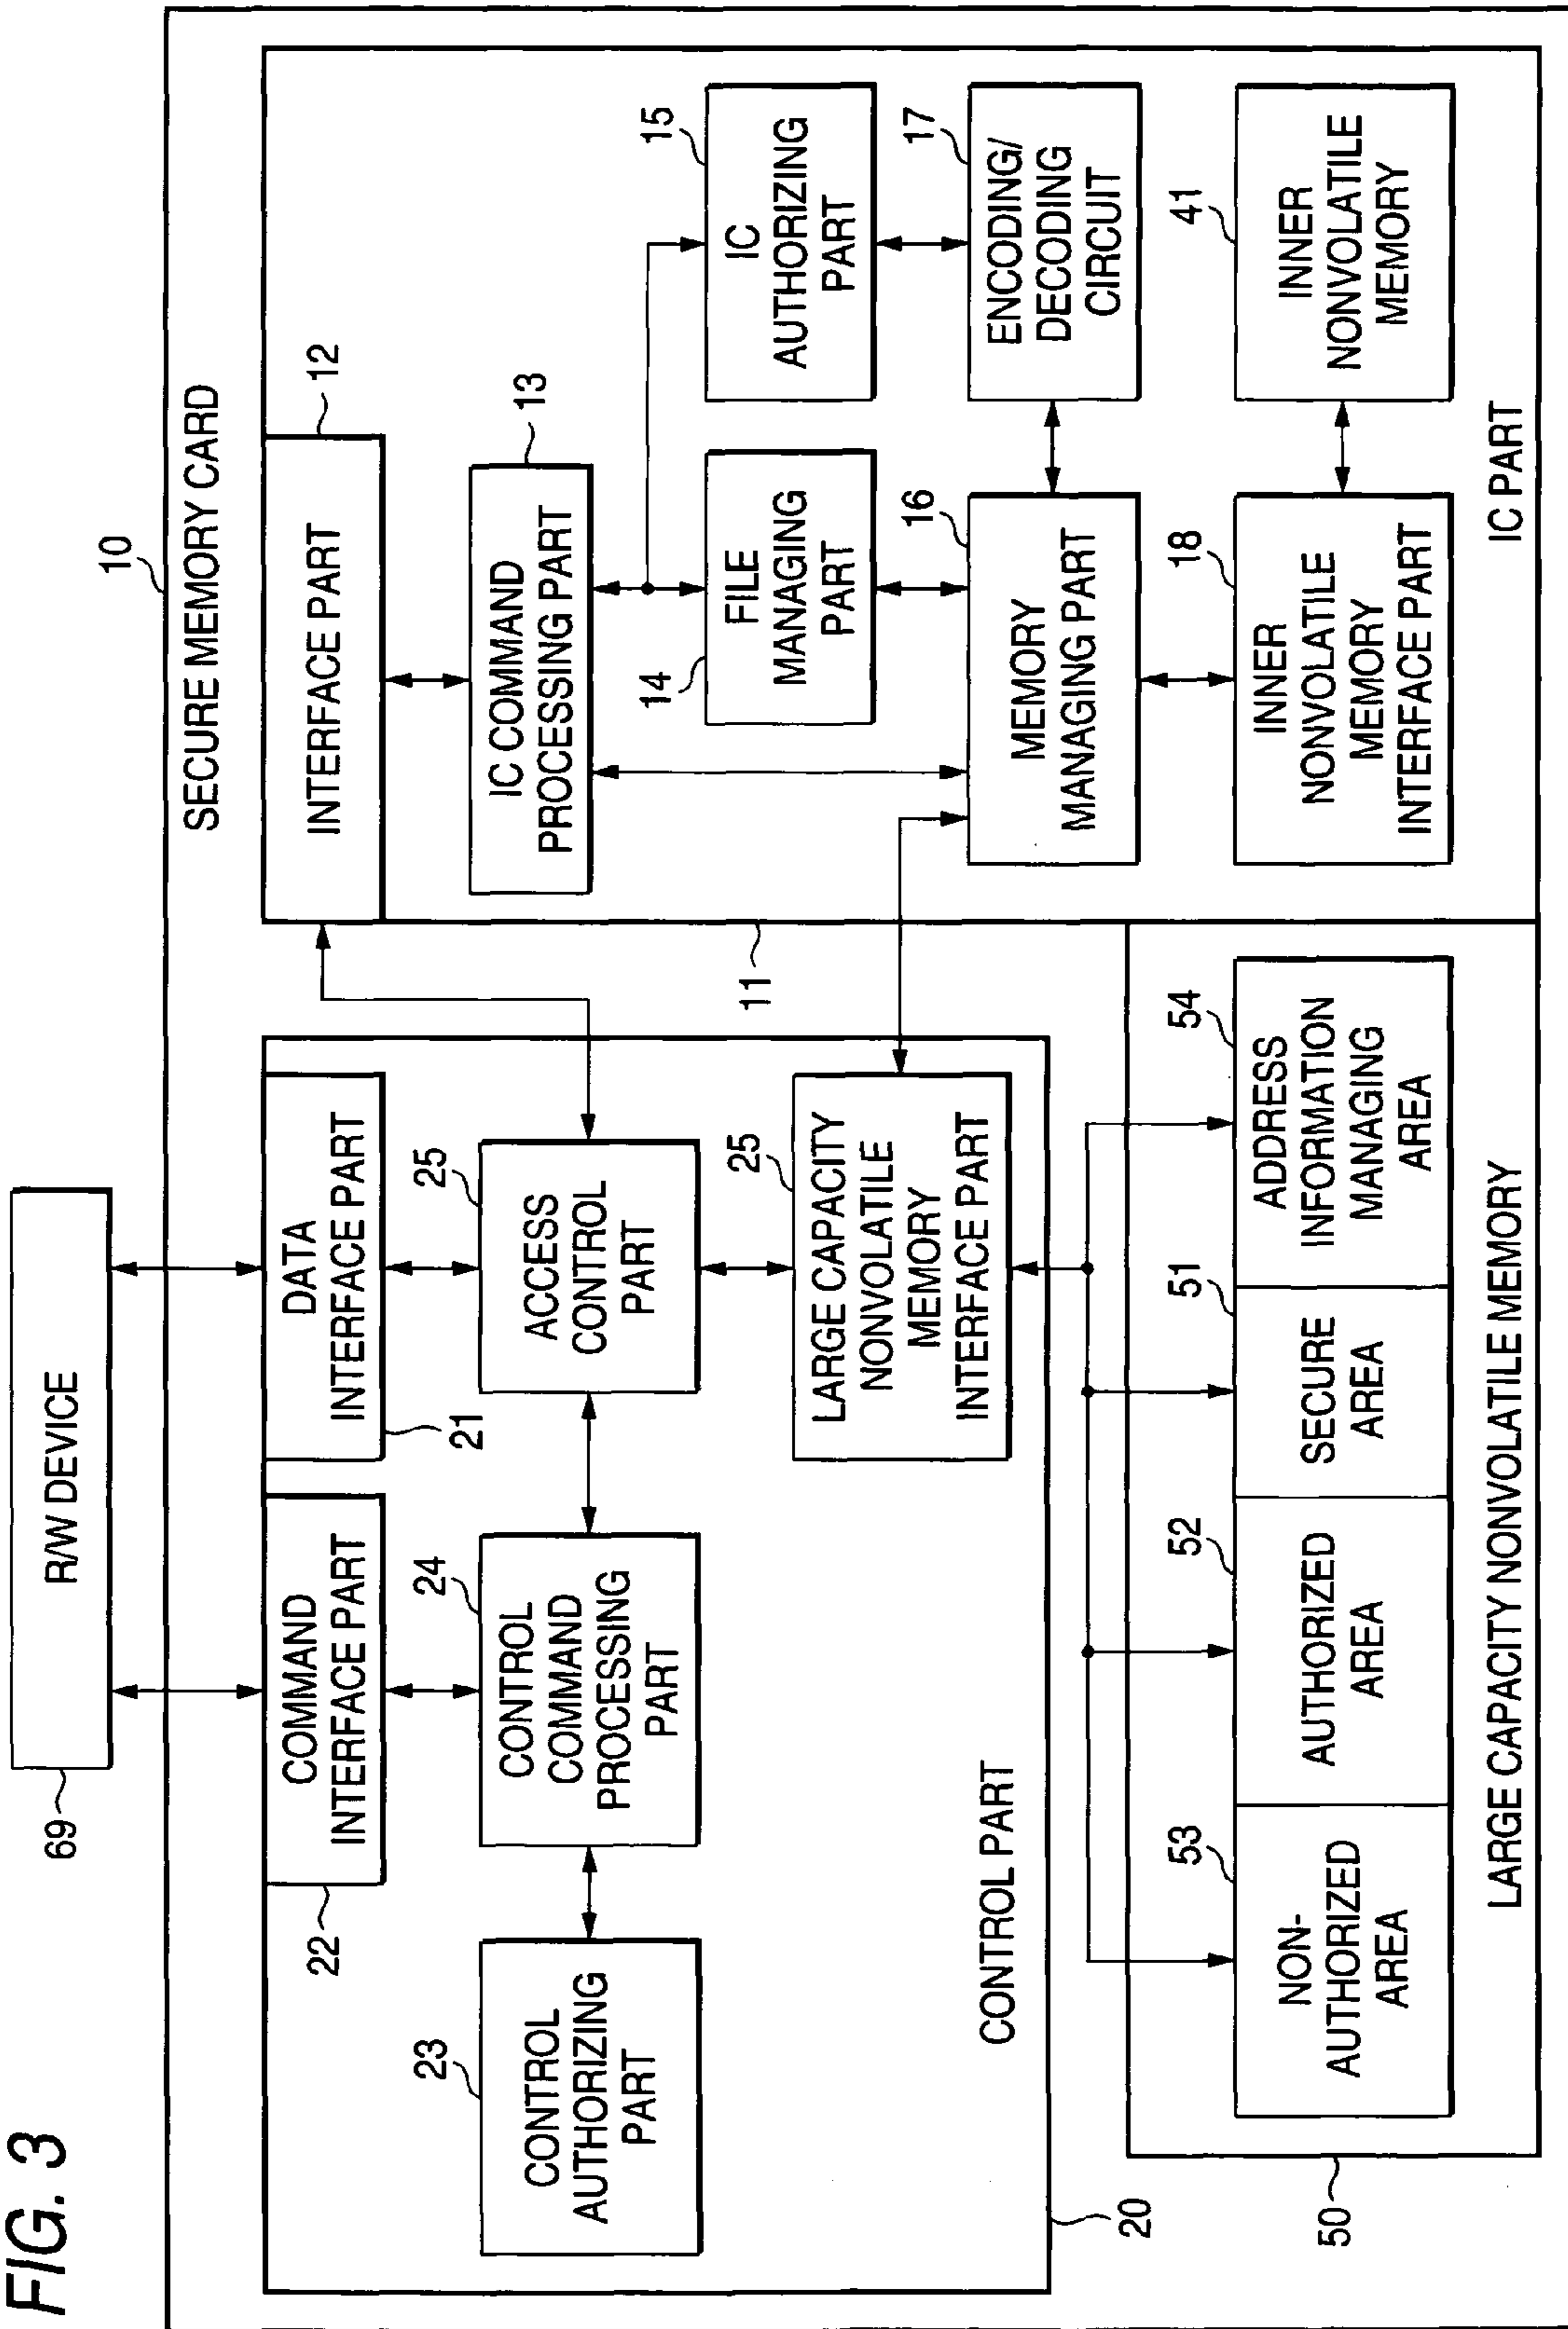 FIG. 3
69
R/W DEVICE
10
SECURE MEMORY CARD
22
COMMAND
INTERFACE PART
21
DATA
INTERFACE PART
23
CONTROL
AUTHORIZING
PART
24
CONTROL
COMMAND
PROCESSING
PART
25
ACCESS
CONTROL
PART
25
LARGE CAPACITY
NONVOLATILE
MEMORY
INTERFACE PART
CONTROL PART
20
11
INTERFACE PART
12
IC COMMAND
PROCESSING PART
13
14
FILE
MANAGING
PART
15
IC
AUTHORIZING
PART
16
MEMORY
MANAGING PART
17
ENCODING/
DECODING
CIRCUIT
18
INNER
NONVOLATILE
MEMORY
INTERFACE PART
41
INNER
NONVOLATILE
MEMORY
IC PART
50
53
NON-
AUTHORIZED
AREA
52
AUTHORIZED
AREA
51
SECURE
AREA
54
ADDRESS
INFORMATION
MANAGING
AREA
LARGE CAPACITY NONVOLATILE MEMORY